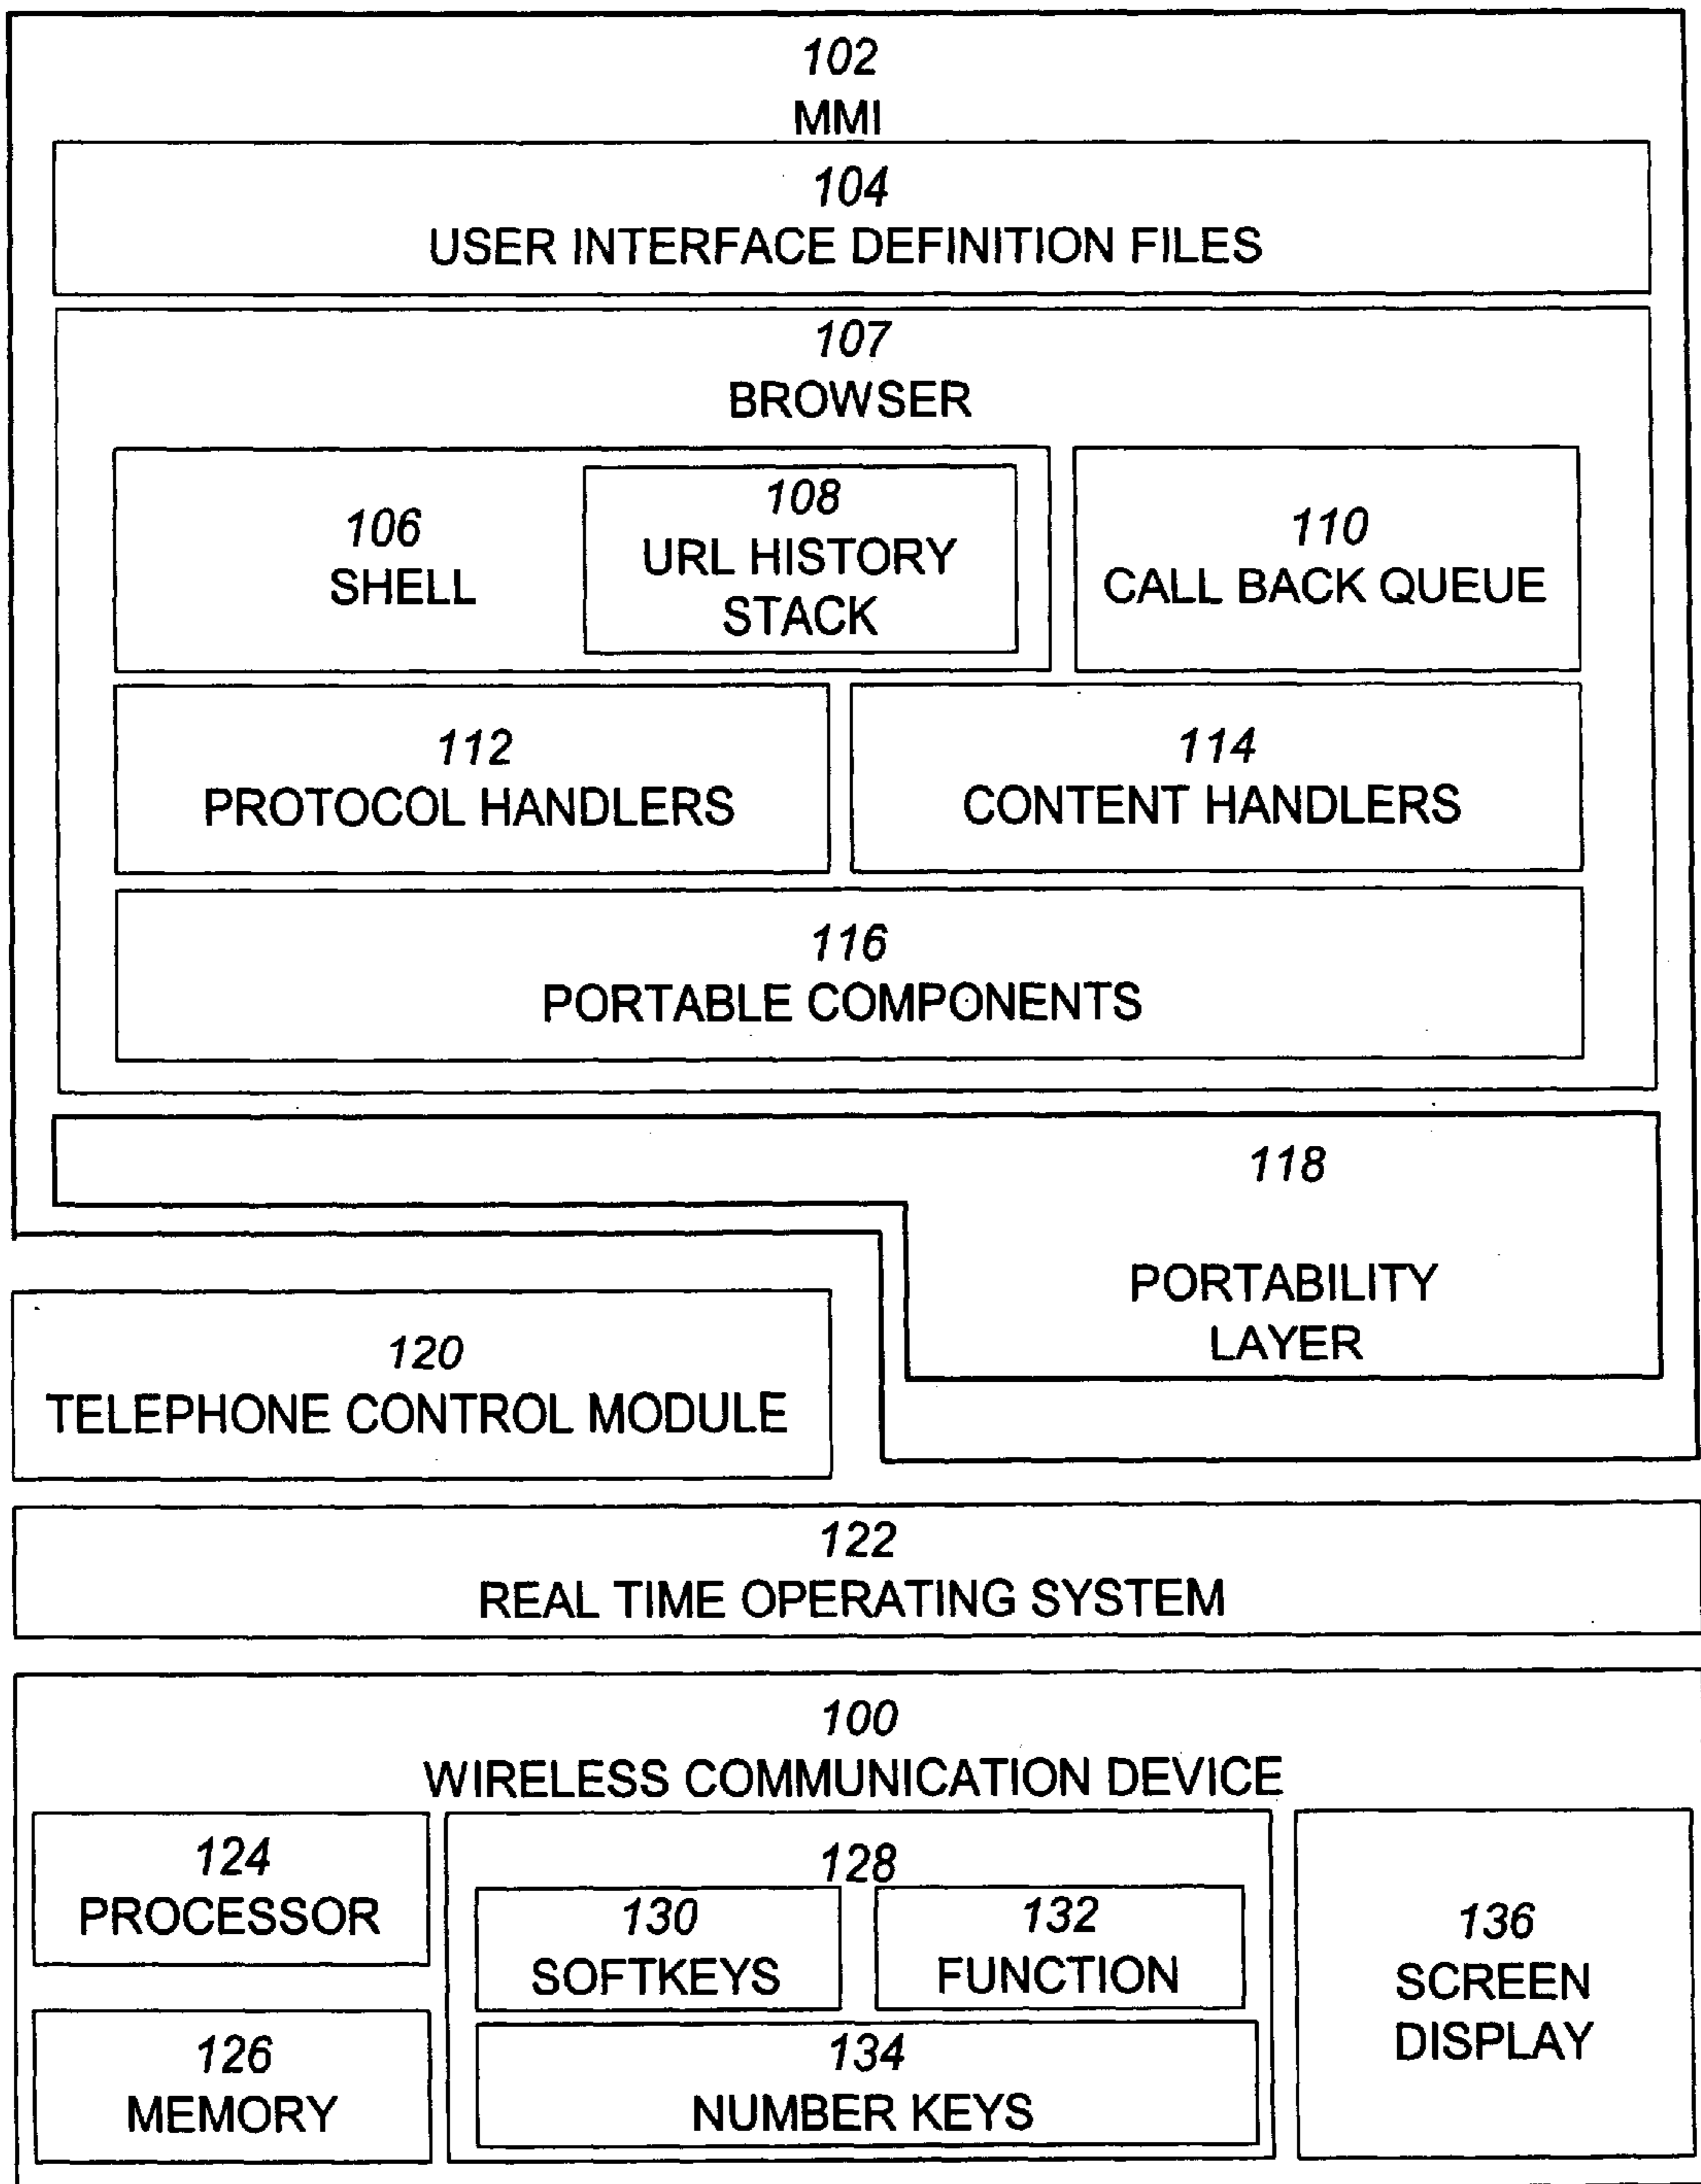 102
MMI
104
USER INTERFACE DEFINITION FILES
107
BROWSER
106
SHELL
108
URL HISTORY
STACK
110
CALL BACK QUEUE
112
PROTOCOL HANDLERS
114
CONTENT HANDLERS
116
PORTABLE COMPONENTS
118
PORTABILITY
LAYER
120
TELEPHONE CONTROL MODULE
122
REAL TIME OPERATING SYSTEM
100
WIRELESS COMMUNICATION DEVICE
124
PROCESSOR
126
MEMORY
128
130
SOFTKEYS
132
FUNCTION
134
NUMBER KEYS
136
SCREEN
DISPLAY